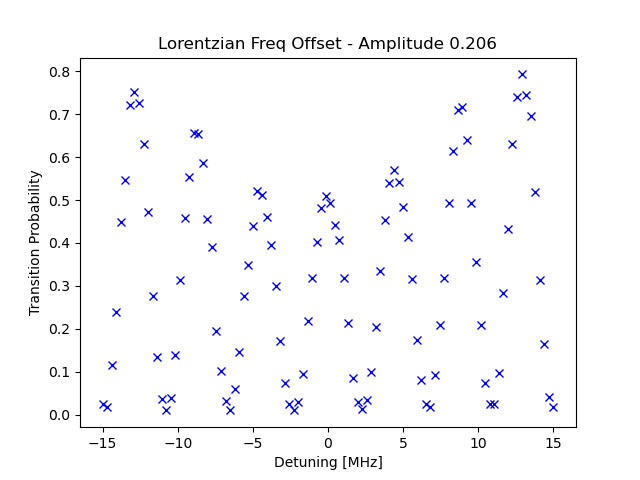 Lorentzian Freq Offset - Amplitude 0.206
Transition Probability
0.8
0.7
0.6
0.5
0.4
0.3
0.2
0.1
0.0
−15 −10 −5 0 5 10 15
Detuning [MHz]